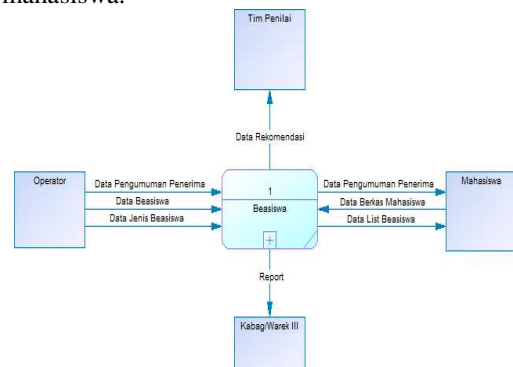 mahasiswa.
Tim Penilai
Data Rekomendasi
Operator
Data Pengumuman Penerima
Data Beasiswa
Data Jenis Beasiswa
1
Beasiswa
Data Pengumuman Penerima
Data Berkas Mahasiswa
Data List Beasiswa
Mahasiswa
Report
Kabag/Warek III